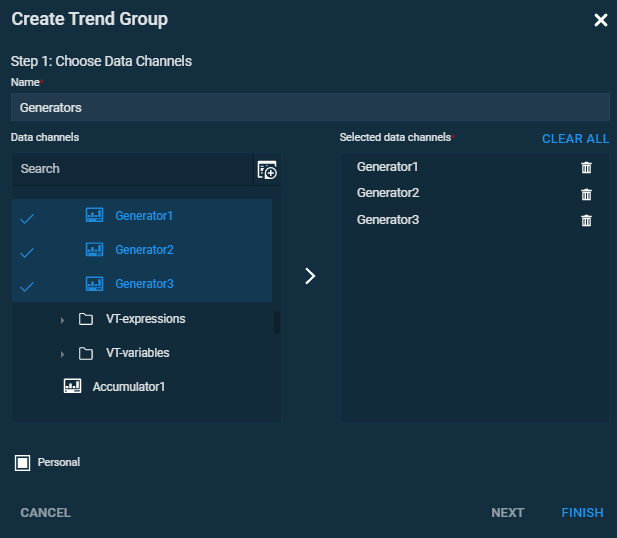 Create Trend Group
Step 1: Choose Data Channels
Name*
Generators
Data channels
Search
Generator1
Generator2
Generator3
VT-expressions
VT-variables
Accumulator1
Selected data channels*
CLEAR ALL
Generator1
Generator2
Generator3
Personal
CANCEL
NEXT
FINISH